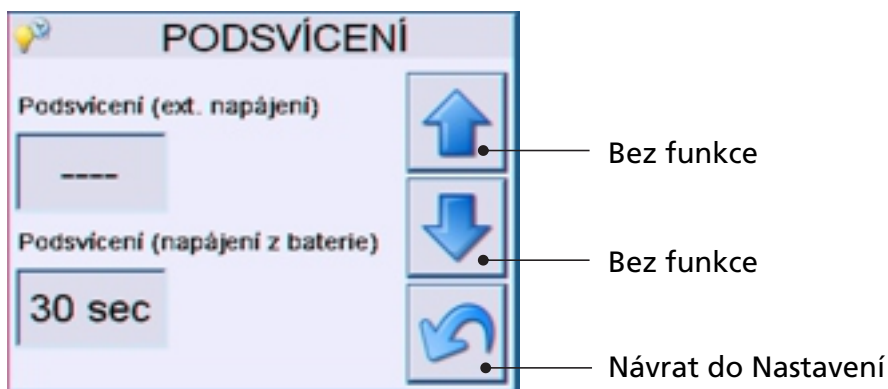 PODSVÍCENÍ
Podsvícení (ext. napájení)
----
Podsvícení (napájení z baterie)
30 sec
Bez funkce
Bez funkce
Návrat do Nastavení